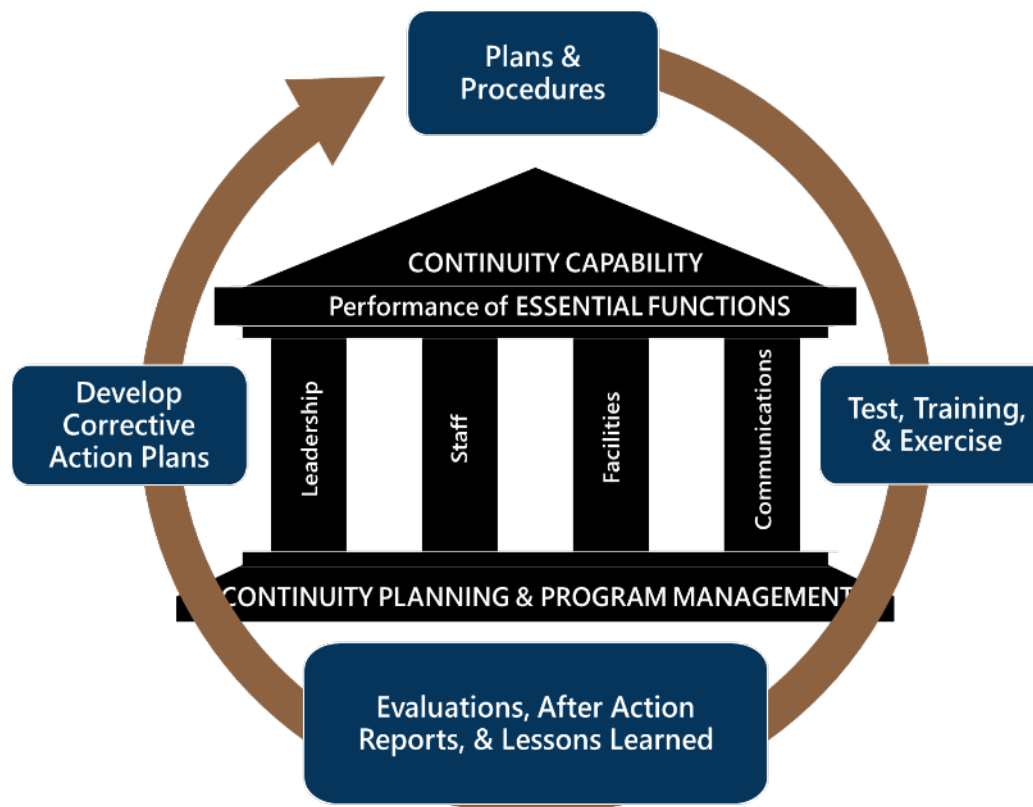 Plans &
Procedures
CONTINUITY CAPABILITY
Performance of ESSENTIAL FUNCTIONS
Develop
Corrective
Action Plans
Leadership
Staff
Facilities
Communications
Test, Training,
& Exercise
CONTINUITY PLANNING & PROGRAM MANAGEMENT
Evaluations, After Action
Reports, & Lessons Learned